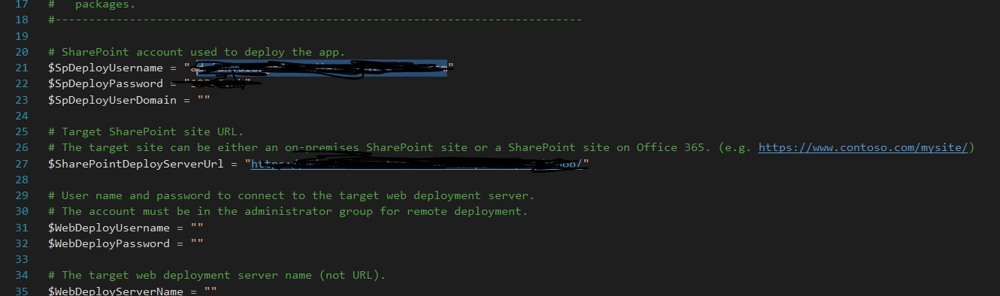 17 #   packages.
18 #------------------------------------------------------------------------------
19
20 # SharePoint account used to deploy the app.
21 $SpDeployUsername = "
22 $SpDeployPassword = "
23 $SpDeployUserDomain = ""
24
25 # Target SharePoint site URL.
26 # The target site can be either an on-premises SharePoint site or a SharePoint site on Office 365. (e.g. https://www.contoso.com/mysite/)
27 $SharePointDeployServerUrl = "https:/
28
29 # User name and password to connect to the target web deployment server.
30 # The account must be in the administrator group for remote deployment.
31 $WebDeployUsername = ""
32 $WebDeployPassword = ""
33
34 # The target web deployment server name (not URL).
35 $WebDeployServerName = ""